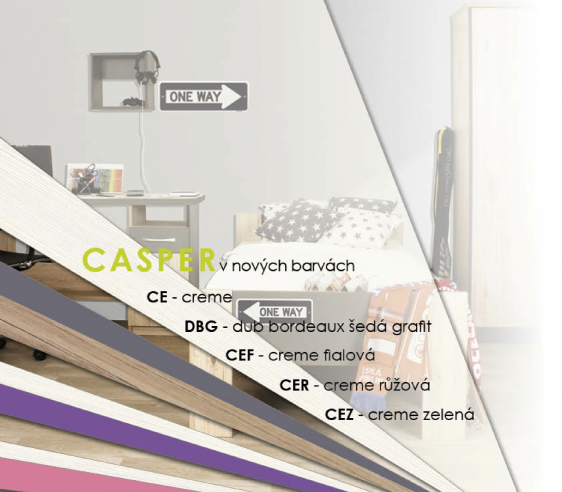 ONE WAY
CASPER v nových barvách
CE - creme
ONE WAY
DBG - dub bordeaux šedá grafit
CEF - creme fialová
CER - creme růžová
CEZ - creme zelená